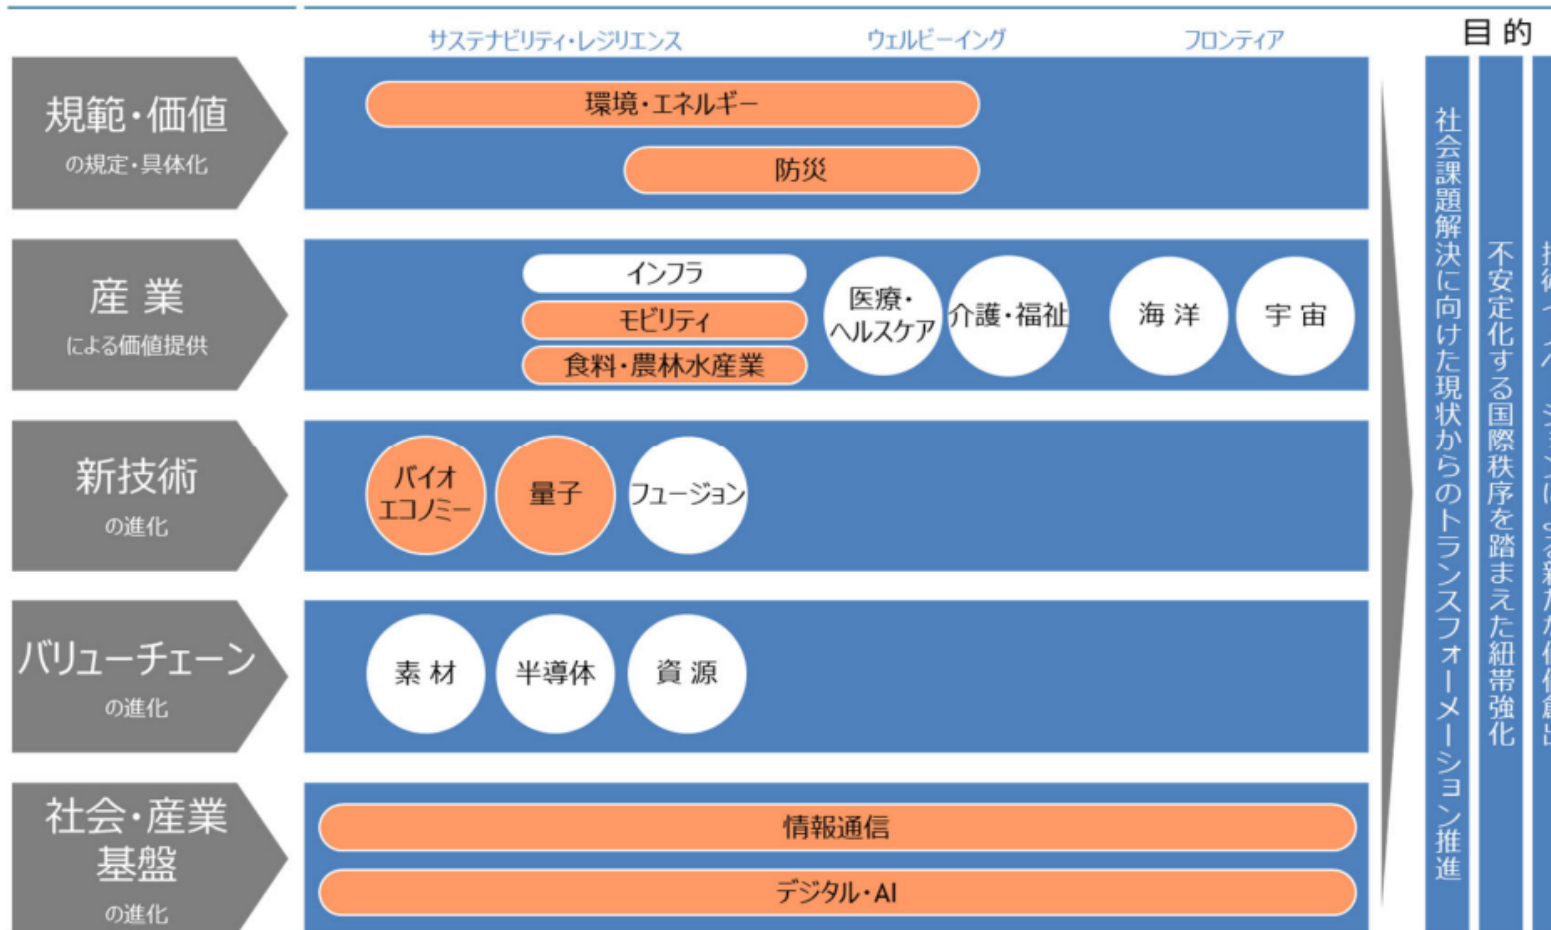 サステナビリティ・レジリエンス
ウェルビーイング
フロンティア
目的
規範・価値
の規定・具体化
環境・エネルギー
防災
産業
による価値提供
インフラ
モビリティ
食料・農林水産業
医療・
ヘルスケア
介護・福祉
海洋
宇宙
新技術
の進化
バイオ
エコノミー
量子
フュージョン
バリューチェーン
の進化
素材
半導体
資源
社会・産業
基盤
の進化
情報通信
デジタル・AI
社会課題解決に向けた現状からのトランスフォーメーション推進
不安定化する国際秩序を踏まえた紐帯強化